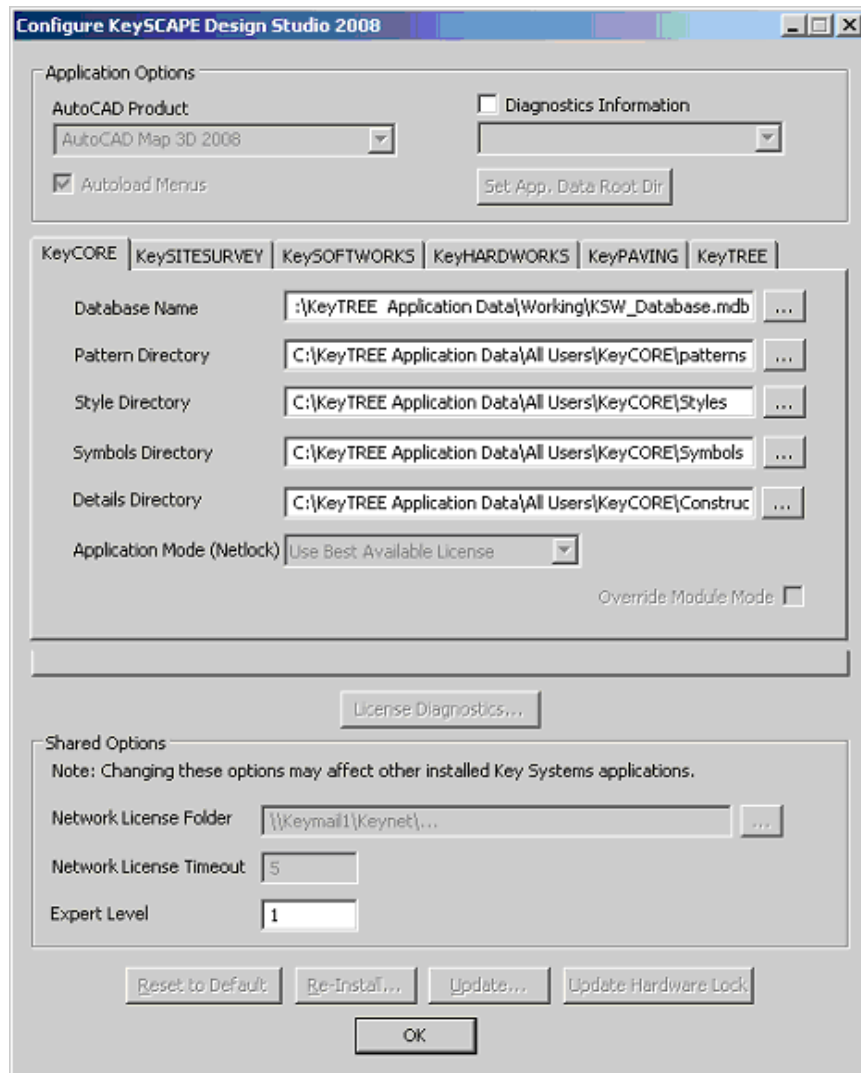 Configure KeySCAPE Design Studio 2008
Application Options
AutoCAD Product
Diagnostics Information
AutoCAD Map 3D 2008
Autoload Menus
Set App. Data Root Dir
KeyCORE KeySITESURVEY KeySOFTWORKS KeyHARDWORKS KeyPAVING KeyTREE
Database Name :\KeyTREE  Application Data\Working\KSW_Database.mdb ...
Pattern Directory C:\KeyTREE Application Data\All Users\KeyCORE\patterns ...
Style Directory C:\KeyTREE Application Data\All Users\KeyCORE\Styles ...
Symbols Directory C:\KeyTREE Application Data\All Users\KeyCORE\Symbols ...
Details Directory C:\KeyTREE Application Data\All Users\KeyCORE\Construc ...
Application Mode (Netlock) Use Best Available License
Override Module Mode
License Diagnostics...
Shared Options
Note: Changing these options may affect other installed Key Systems applications.
Network License Folder \\Keymail1\Keynet\... ...
Network License Timeout 5
Expert Level 1
Reset to Default Re-Install... Update... Update Hardware Lock
OK